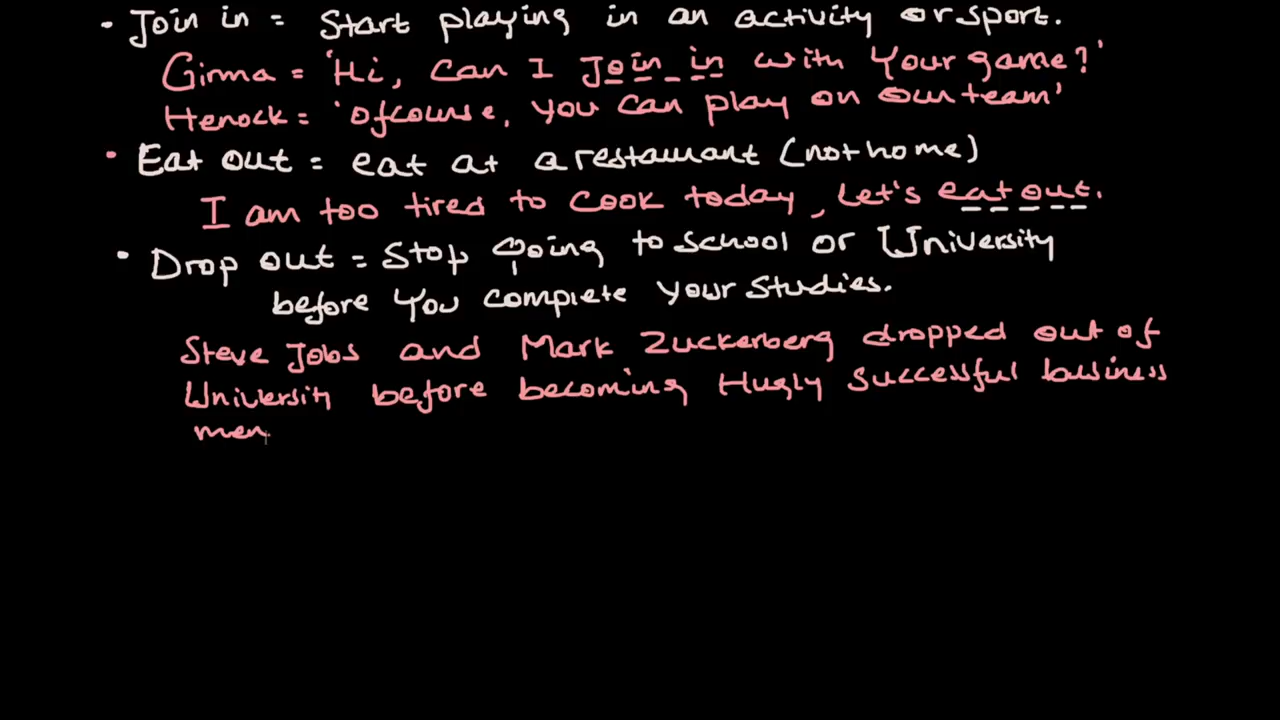 • Join in = Start playing in an activity or sport.
Girma = 'Hi, can I Join in with Your game?'
Henock = 'ofcourse, You can play on our team'
• Eat out = eat at a restaurant (not home)
I am too tired to cook today, Let's eat out.
• Drop out = Stop going to school or University
before You complete your studies.
Steve Jobs and Mark Zuckerberg dropped out of
University before becoming Hugly successful business
men